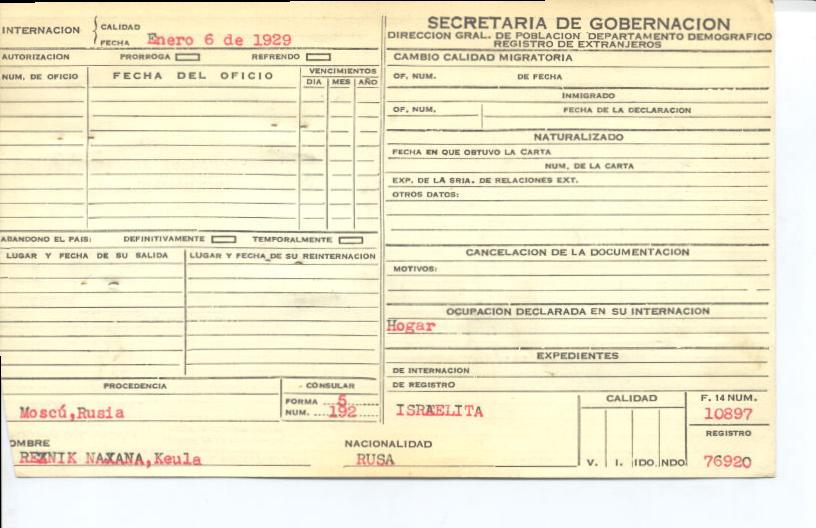 INTERNACION { CALIDAD
FECHA Enero 6 de 1929
AUTORIZACION PRORROGA REFRENDO
NUM. DE OFICIO FECHA DEL OFICIO VENCIMIENTOS
DIA MES AÑO
ABANDONO EL PAIS: DEFINITIVAMENTE TEMPORALMENTE
LUGAR Y FECHA DE SU SALIDA LUGAR Y FECHA DE SU REINTERNACION
PROCEDENCIA CONSULAR
Moscú,Rusia FORMA 5
NUM. 192
SECRETARIA DE GOBERNACION
DIRECCION GRAL. DE POBLACION DEPARTAMENTO DEMOGRAFICO
REGISTRO DE EXTRANJEROS
CAMBIO CALIDAD MIGRATORIA
OF. NUM. DE FECHA
INMIGRADO
OF. NUM. FECHA DE LA DECLARACION
NATURALIZADO
FECHA EN QUE OBTUVO LA CARTA
NUM. DE LA CARTA
EXP. DE LA SRIA. DE RELACIONES EXT.
OTROS DATOS:
CANCELACION DE LA DOCUMENTACION
MOTIVOS:
OCUPACION DECLARADA EN SU INTERNACION
Hogar
EXPEDIENTES
DE INTERNACION
DE REGISTRO
ISRAELITA
CALIDAD F. 14 NUM.
10897
REGISTRO
V. I. IDO. NDO. 76920
OMBRE NACIONALIDAD
REZNIK NAXANA,Keula RUSA